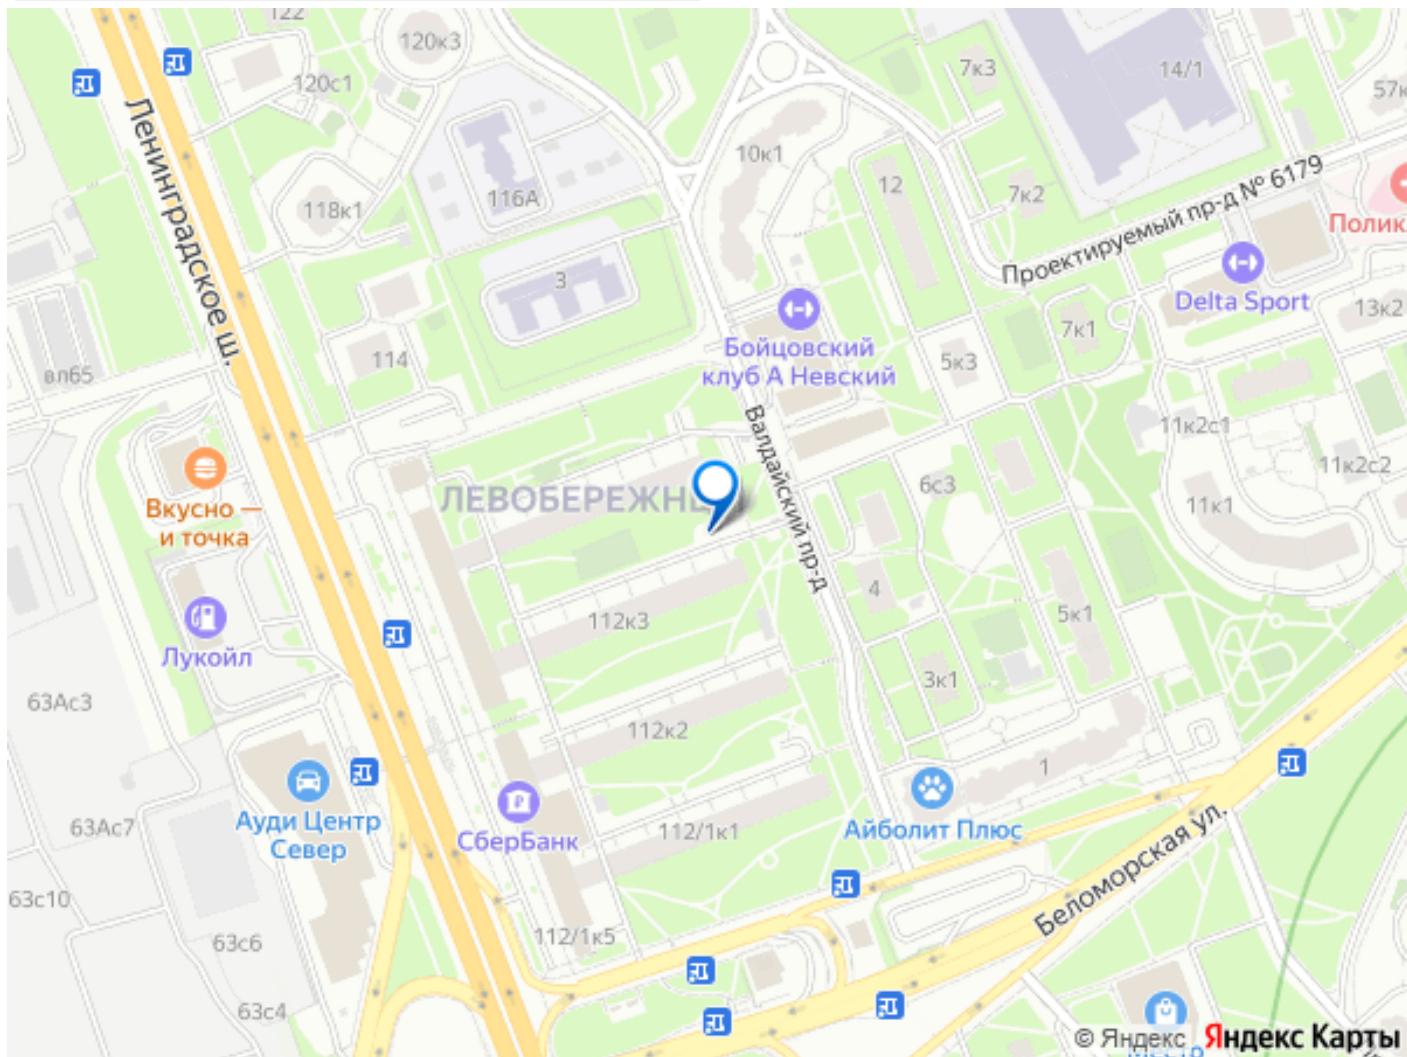 122
120к3
120с1
7к3
14/1
57к
Ленинградское ш.
10к1
116А
12
7к2
118к1
Проектируемый пр-д № 6179
Полик
3
Delta Sport
13к2
7к1
114
Бойцовский
клуб А Невский
5к3
вл65
Валдайский пр-д
11к2с1
11к2с2
Вкусно —
и точка
ЛЕВОБЕРЕЖН
6с3
11к1
4
5к1
112к3
Лукойл
3к1
63Ас3
112к2
1
Ауди Центр
Север
63Ас7
СберБанк
112/1к1
Айболит Плюс
Беломорская ул.
63с10
63с6
112/1к5
63с4
© Яндекс Яндекс Карты